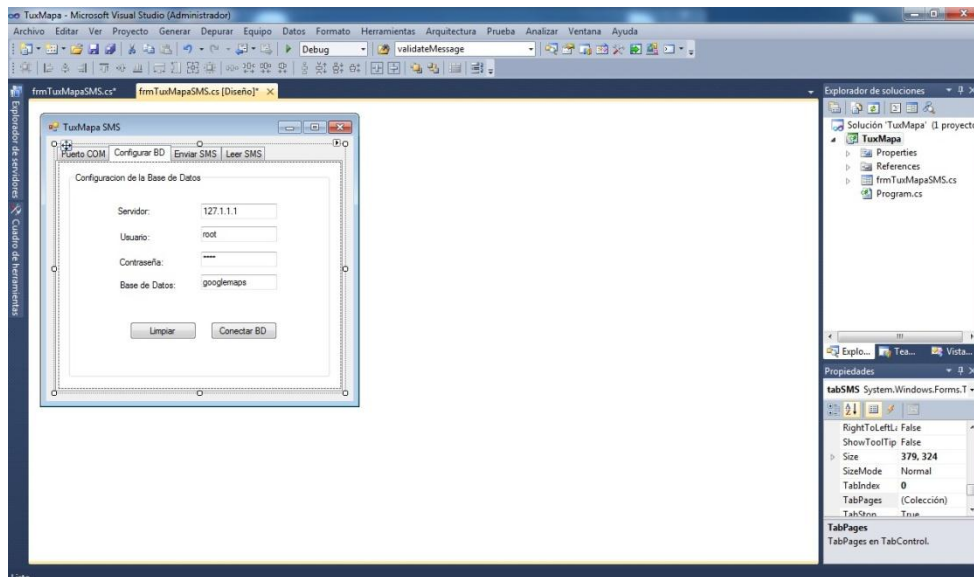 TuxMapa - Microsoft Visual Studio (Administrador)
Archivo Editar Ver Proyecto Generar Depurar Equipo Datos Formato Herramientas Arquitectura Prueba Analizar Ventana Ayuda
Debug validateMessage
Explorador de servidores
Cuadro de herramientas
frmTuxMapaSMS.cs* frmTuxMapaSMS.cs [Diseño]*
TuxMapa SMS
Puerto COM Configurar BD Enviar SMS Leer SMS
Configuracion de la Base de Datos
Servidor: 127.1.1.1
Usuario: root
Contraseña: ****
Base de Datos: googlemaps
Limpiar Conectar BD
Explorador de soluciones
Solución 'TuxMapa' (1 proyecto
TuxMapa
Properties
References
frmTuxMapaSMS.cs
Program.cs
Explo... Tea... Vista...
Propiedades
tabSMS System.Windows.Forms.T
RightToLeftL False
ShowToolTip False
Size 379, 324
SizeMode Normal
TabIndex 0
TabPages (Colección)
TabStop True
TabPages
TabPages en TabControl.